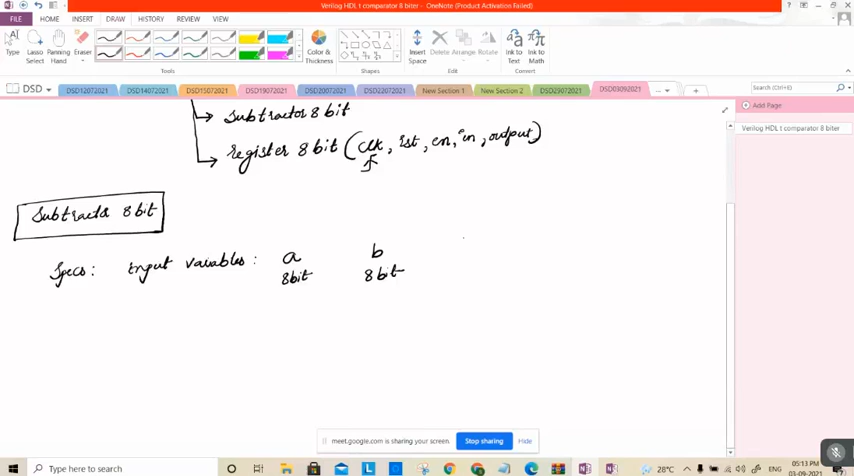 Verilog HDL t comparator 8 biter - OneNote (Product Activation Failed)
FILE HOME INSERT DRAW HISTORY REVIEW VIEW
Type Lasso Select Panning Hand Eraser Color & Thickness Insert Space Delete Arrange Rotate Ink to Text Ink to Math
Tools Shapes Edit Convert
DSD DSD12072021 DSD14072021 DSD15072021 DSD19072021 DSD20072021 DSD22072021 New Section 1 New Section 2 DSD29072021 DSD03092021 ... Search (Ctrl+E)
Add Page
Verilog HDL t comparator 8 biter
Subtractor 8 bit
register 8 bit (clk, rst, en, in, output)
Subtractor 8 bit
Specs: Input variables: a b
8bit 8 bit
meet.google.com is sharing your screen. Stop sharing Hide
Type here to search
28°C ENG 05:13 PM
03-09-2021